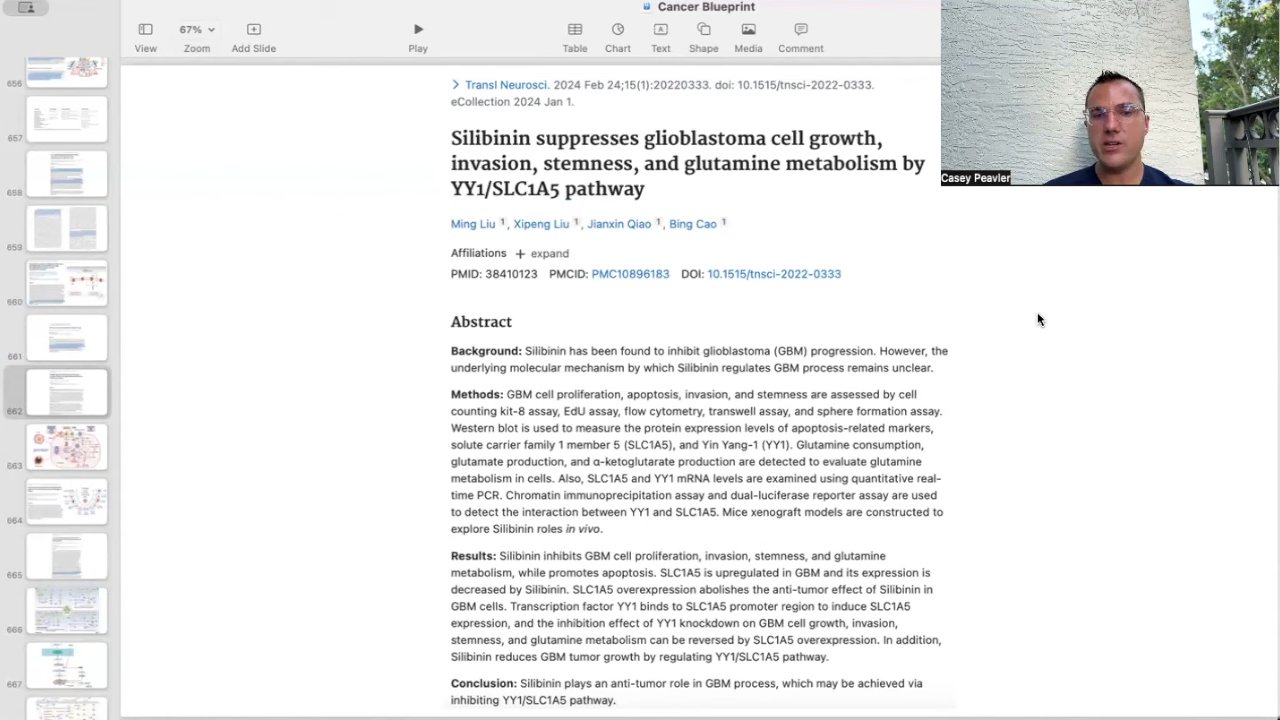 Cancer Blueprint
67%
View
Zoom
Add Slide
Play
Table
Chart
Text
Shape
Media
Comment
Casey Peavler
656
657
658
659
660
661
662
663
664
665
666
667
Transl Neurosci. 2024 Feb 24;15(1):20220333. doi: 10.1515/tnsci-2022-0333.
eCollection 2024 Jan 1.
Silibinin suppresses glioblastoma cell growth,
invasion, stemness, and glutamine metabolism by
YY1/SLC1A5 pathway
Ming Liu 1, Xipeng Liu 1, Jianxin Qiao 1, Bing Cao 1
Affiliations + expand
PMID: 38410123 PMCID: PMC10896183 DOI: 10.1515/tnsci-2022-0333
Abstract
Background: Silibinin has been found to inhibit glioblastoma (GBM) progression. However, the
underlying molecular mechanism by which Silibinin regulates GBM process remains unclear.
Methods: GBM cell proliferation, apoptosis, invasion, and stemness are assessed by cell
counting kit-8 assay, EdU assay, flow cytometry, transwell assay, and sphere formation assay.
Western blot is used to measure the protein expression levels of apoptosis-related markers,
solute carrier family 1 member 5 (SLC1A5), and Yin Yang-1 (YY1). Glutamine consumption,
glutamate production, and α-ketoglutarate production are detected to evaluate glutamine
metabolism in cells. Also, SLC1A5 and YY1 mRNA levels are examined using quantitative real-
time PCR. Chromatin immunoprecipitation assay and dual-luciferase reporter assay are used
to detect the interaction between YY1 and SLC1A5. Mice xenograft models are constructed to
explore Silibinin roles in vivo.
Results: Silibinin inhibits GBM cell proliferation, invasion, stemness, and glutamine
metabolism, while promotes apoptosis. SLC1A5 is upregulated in GBM and its expression is
decreased by Silibinin. SLC1A5 overexpression abolishes the anti-tumor effect of Silibinin in
GBM cells. Transcription factor YY1 binds to SLC1A5 promoter region to induce SLC1A5
expression, and the inhibition effect of YY1 knockdown on GBM cell growth, invasion,
stemness, and glutamine metabolism can be reversed by SLC1A5 overexpression. In addition,
Silibinin reduces GBM tumor growth by regulating YY1/SLC1A5 pathway.
Conclusion: Silibinin plays an anti-tumor role in GBM process, which may be achieved via
inhibiting YY1/SLC1A5 pathway.